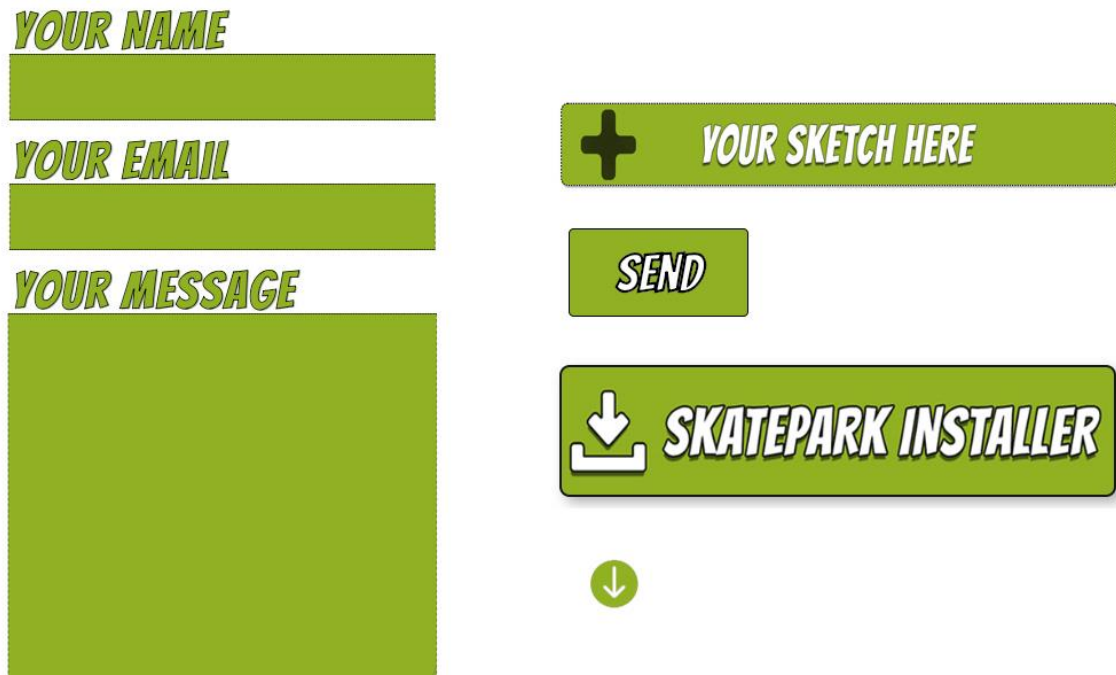 YOUR NAME
YOUR EMAIL
YOUR MESSAGE
YOUR SKETCH HERE
SEND
SKATEPARK INSTALLER